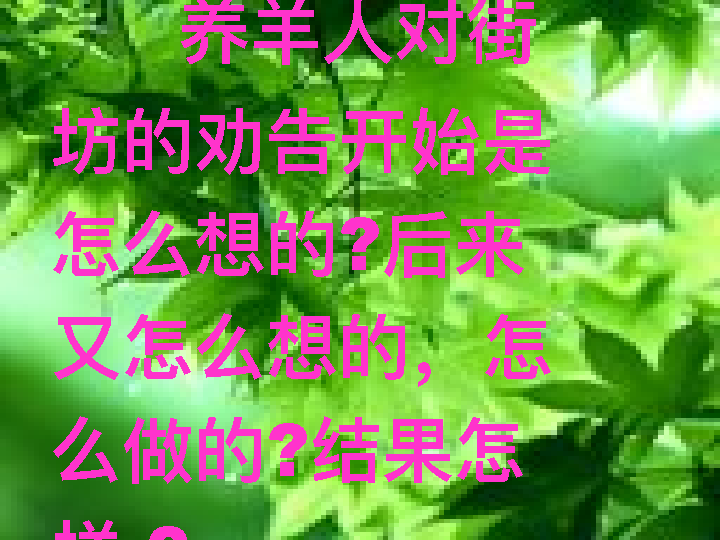 养羊人对街
坊的劝告开始是
怎么想的?后来
又怎么想的，怎
么做的?结果怎
样?